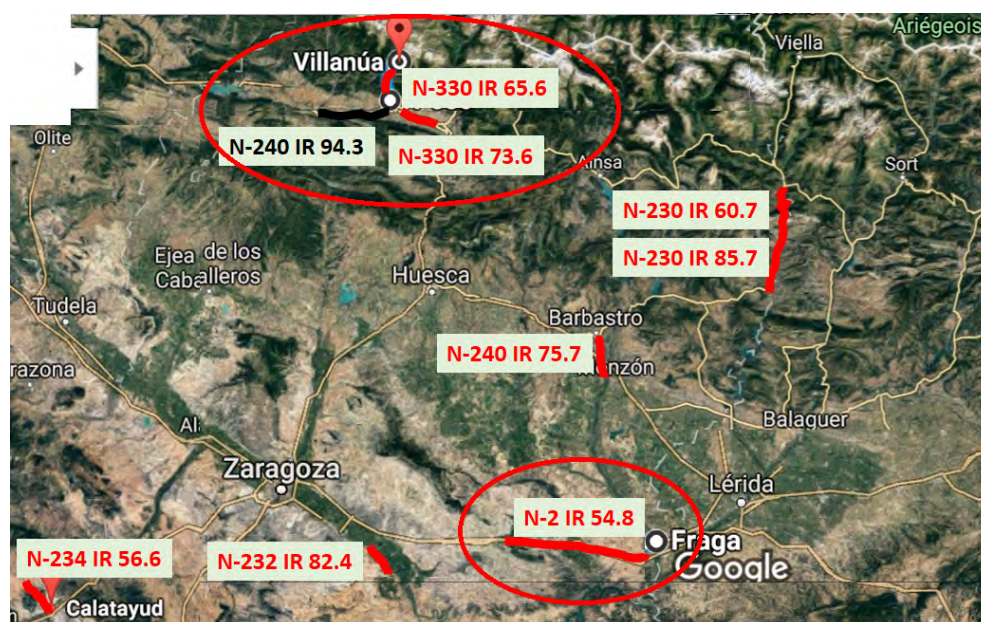 Ariégeois
Viella
Villanúa
N-330 IR 65.6
Olite
N-240 IR 94.3
N-330 IR 73.6
Aínsa
Sort
N-230 IR 60.7
N-230 IR 85.7
Ejea de los
Caballeros
Huesca
Tudela
Barbastro
N-240 IR 75.7
Monzón
razona
Balaguer
Al
Zaragoza
Lérida
N-2 IR 54.8
Fraga
Google
N-234 IR 56.6
N-232 IR 82.4
Calatayud